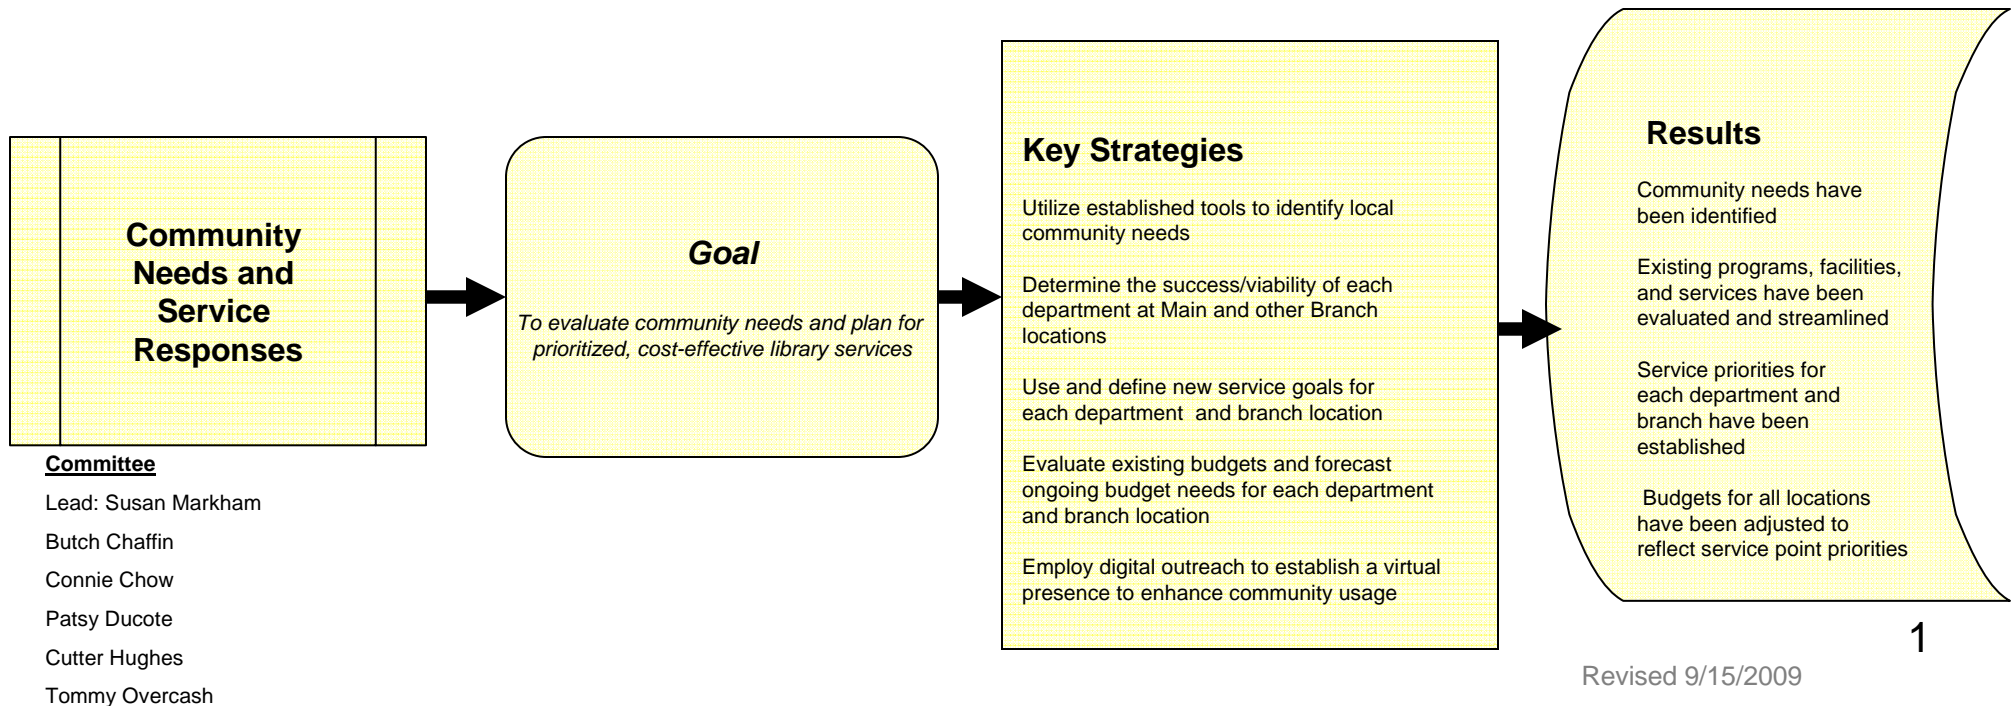 Community
Needs and
Service
Responses
Committee
Lead: Susan Markham
Butch Chaffin
Connie Chow
Patsy Ducote
Cutter Hughes
Tommy Overcash
Goal
To evaluate community needs and plan for
prioritized, cost-effective library services
Key Strategies
Utilize established tools to identify local
community needs
Determine the success/viability of each
department at Main and other Branch
locations
Use and define new service goals for
each department  and branch location
Evaluate existing budgets and forecast
ongoing budget needs for each department
and branch location
Employ digital outreach to establish a virtual
presence to enhance community usage
Results
Community needs have
been identified
Existing programs, facilities,
and services have been
evaluated and streamlined
Service priorities for
each department and
branch have been
established
Budgets for all locations
have been adjusted to
reflect service point priorities
1
Revised 9/15/2009